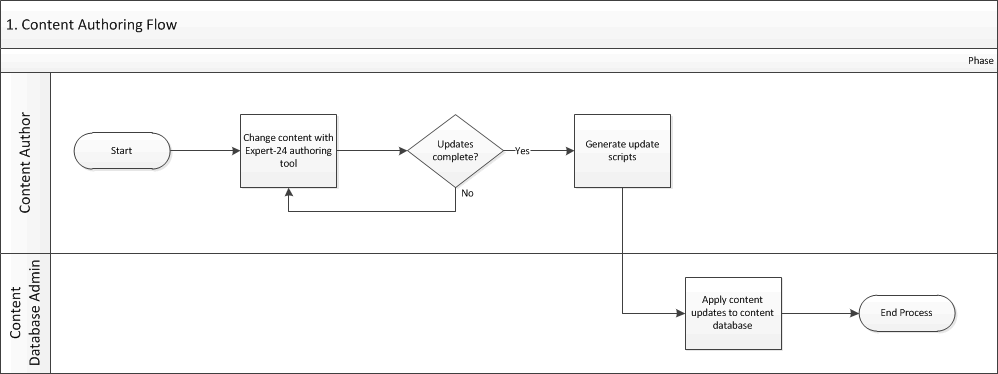 1. Content Authoring Flow
Phase
Content Author
Start
Change content with
Expert-24 authoring
tool
Updates
complete?
Yes
No
Generate update
scripts
Content
Database Admin
Apply content
updates to content
database
End Process